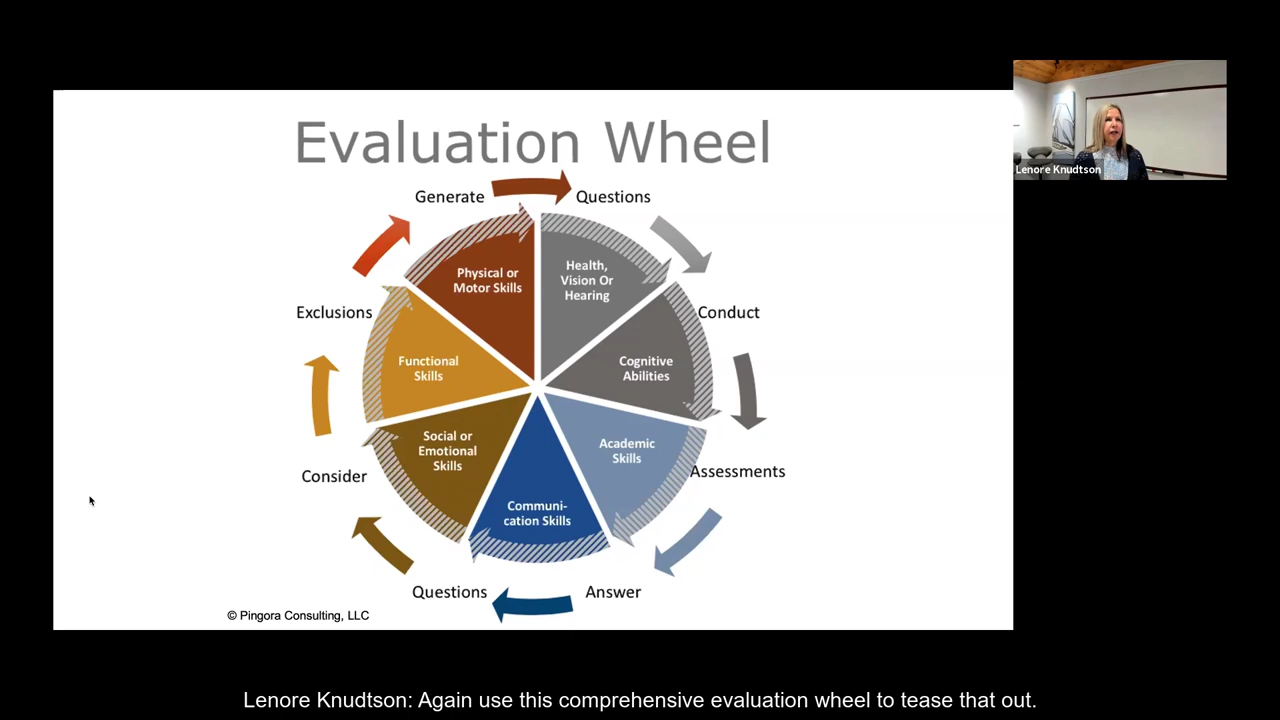 Evaluation Wheel
Generate
Questions
Conduct
Assessments
Answer
Questions
Consider
Exclusions
Physical or
Motor Skills
Health,
Vision Or
Hearing
Cognitive
Abilities
Academic
Skills
Communi-
cation Skills
Social or
Emotional
Skills
Functional
Skills
© Pingora Consulting, LLC
Lenore Knudtson
Lenore Knudtson: Again use this comprehensive evaluation wheel to tease that out.